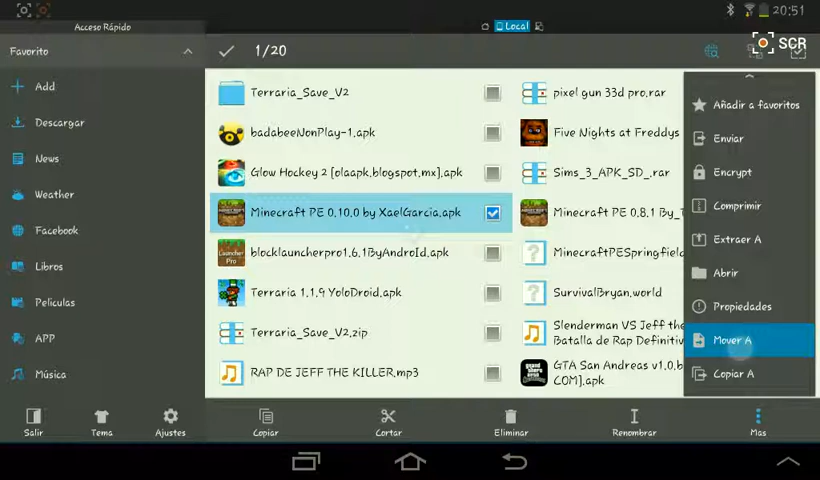 20:51
Acceso Rápido
Local
SCR
Favorito
1/20
Add
Descargar
News
Weather
Facebook
Libros
Películas
APP
Música
Terraria_Save_V2
badabeeNonPlay-1.apk
Glow Hockey 2 [olaapk.blogspot.mx].apk
Minecraft PE 0.10.0 by XaelGarcia.apk
blocklauncherpro1.6.1ByAndroId.apk
Terraria 1.1.9 YoloDroid.apk
Terraria_Save_V2.zip
RAP DE JEFF THE KILLER.mp3
pixel gun 33d pro.rar
Five Nights at Freddys
Sims_3_APK_SD_.rar
Minecraft PE 0.8.1 By_
MinecraftPESpringfield
SurvivalBryan.world
Slenderman VS Jeff the
Batalla de Rap Definitiv
GTA San Andreas v1.0.
COM].apk
Añadir a favoritos
Enviar
Encrypt
Comprimir
Extraer A
Abrir
Propiedades
Mover A
Copiar A
Salir
Tema
Ajustes
Copiar
Cortar
Eliminar
Renombrar
Mas